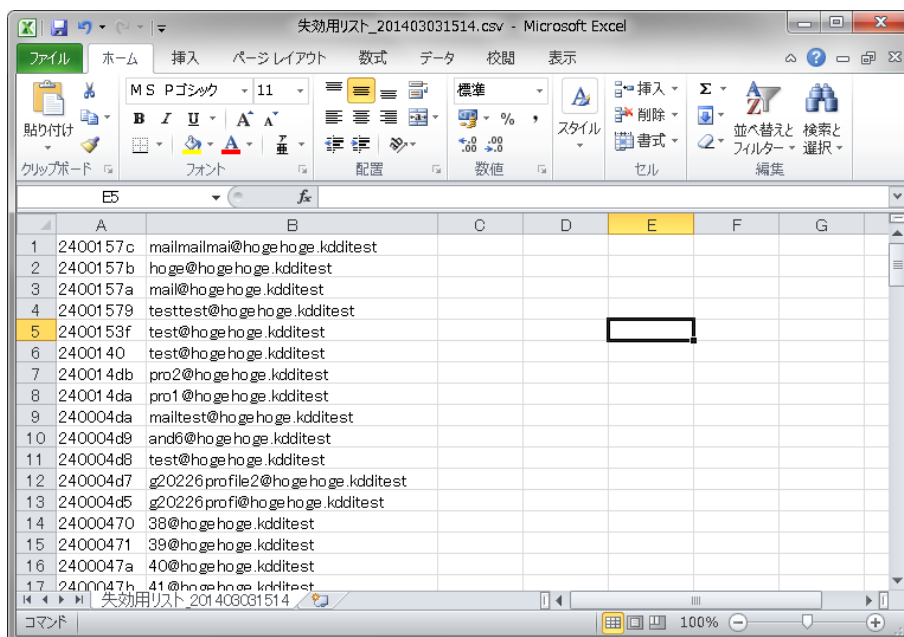 失効用リスト_201403031514.csv - Microsoft Excel
ファイル ホーム 挿入 ページ レイアウト 数式 データ 校閲 表示
貼り付け
MS Pゴシック 11
標準
B I U A A
% ,
スタイル
挿入
削除
書式
Σ
並べ替えと
フィルター
検索と
選択
クリップボード フォント 配置 数値 セル 編集
E5 fx
A B C D E F G
1 2400157c mailmailmai@hogehoge.kdditest
2 2400157b hoge@hogehoge.kdditest
3 2400157a mail@hogehoge.kdditest
4 24001579 testtest@hogehoge.kdditest
5 2400153f test@hogehoge.kdditest
6 2400140 test@hogehoge.kdditest
7 240014db pro2@hogehoge.kdditest
8 240014da pro1@hogehoge.kdditest
9 240004da mailtest@hogehoge.kdditest
10 240004d9 and6@hogehoge.kdditest
11 240004d8 test@hogehoge.kdditest
12 240004d7 g20226profile2@hogehoge.kdditest
13 240004d5 g20226profi@hogehoge.kdditest
14 24000470 38@hogehoge.kdditest
15 24000471 39@hogehoge.kdditest
16 2400047a 40@hogehoge.kdditest
17 2400047b 41@hogehoge.kdditest
失効用リスト_201403031514
コマンド 100%